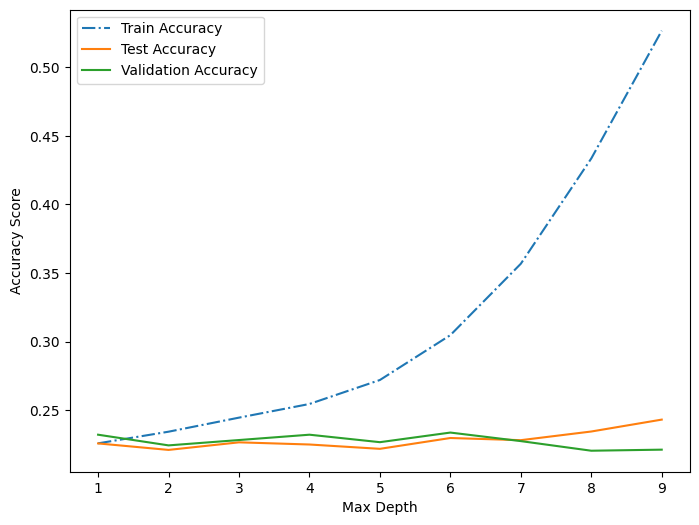 Train Accuracy
Test Accuracy
Validation Accuracy
0.50
0.45
0.40
0.35
0.30
0.25
Accuracy Score
1 2 3 4 5 6 7 8 9
Max Depth